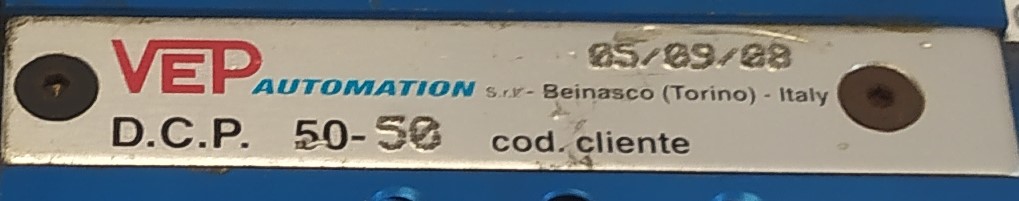 05/09/08
VEP AUTOMATION s.r.l. - Beinasco (Torino) - Italy
D.C.P. 50-50 cod. cliente